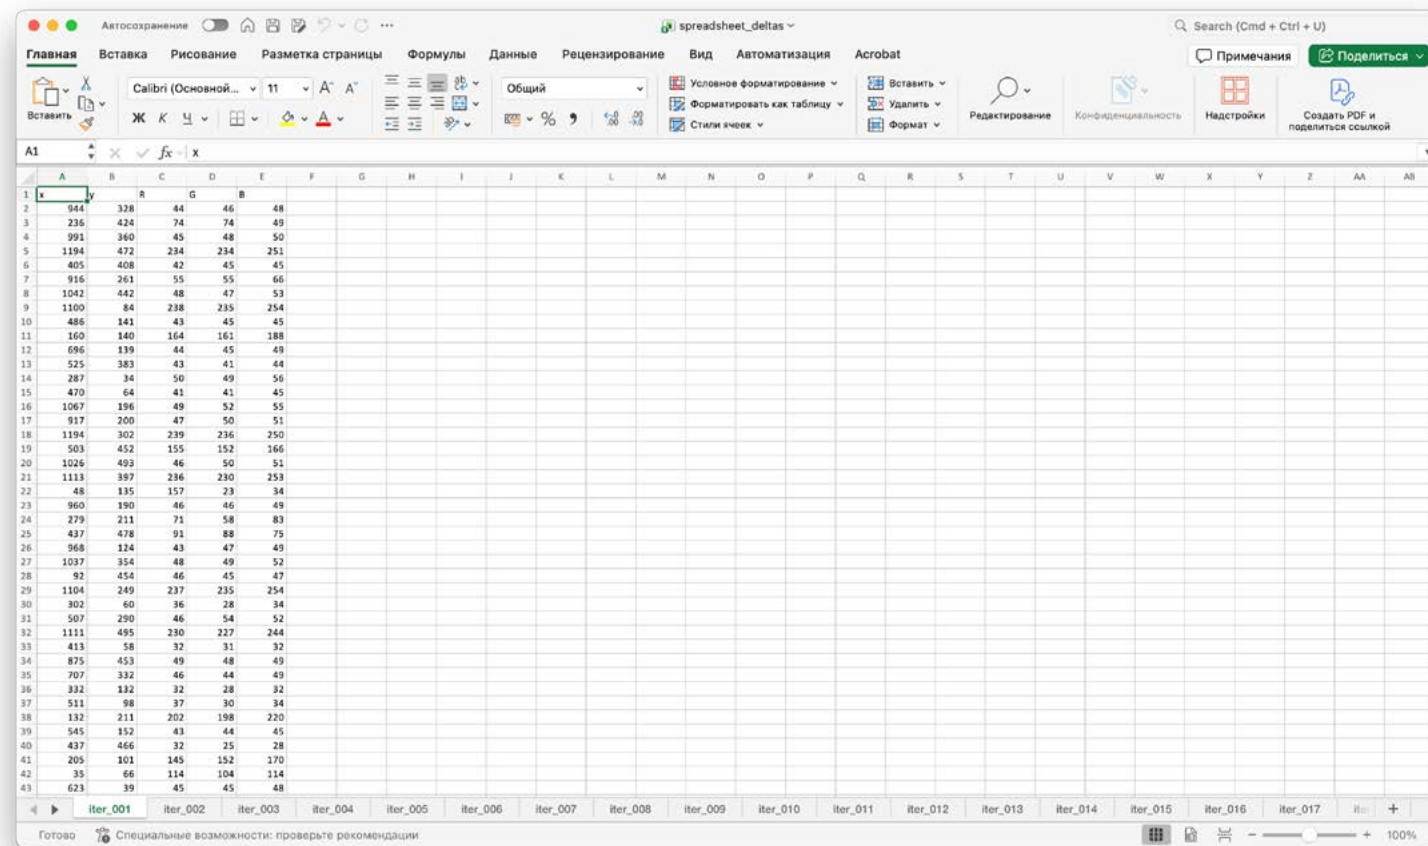 Автосохранение ··· spreadsheet_deltas Search (Cmd + Ctrl + U)
Главная Вставка Рисование Разметка страницы Формулы Данные Рецензирование Вид Автоматизация Acrobat Примечания Поделиться
Вставить Calibri (Основной... 11 A A Общий Условное форматирование Вставить
Ж К Ч % Форматировать как таблицу Удалить Редактирование Конфиденциальность Надстройки Создать PDF и поделиться ссылкой
Стили ячеек Формат
A1 fx x
A B C D E F G H I J K L M N O P Q R S T U V W X Y Z AA AB
1 x y R G B
2 944 328 44 46 48
3 236 424 74 74 49
4 991 360 45 48 50
5 1194 472 234 234 251
6 405 408 42 45 45
7 916 261 55 55 66
8 1042 442 48 47 53
9 1100 84 238 235 254
10 486 141 43 45 45
11 160 140 164 161 188
12 696 139 44 45 49
13 525 383 43 41 44
14 287 34 50 49 56
15 470 64 41 41 45
16 1067 196 49 52 55
17 917 200 47 50 51
18 1194 302 239 236 250
19 503 452 155 152 166
20 1026 493 46 50 51
21 1113 397 236 230 253
22 48 135 157 23 34
23 960 190 46 46 49
24 279 211 71 58 83
25 437 478 91 88 75
26 968 124 43 47 49
27 1037 354 48 49 52
28 92 454 46 45 47
29 1104 249 237 235 254
30 302 60 36 28 34
31 507 290 46 54 52
32 1111 495 230 227 244
33 413 58 32 31 32
34 875 453 49 48 49
35 707 332 46 44 49
36 332 132 32 28 32
37 511 98 37 30 34
38 132 211 202 198 220
39 545 152 43 44 45
40 437 466 32 25 28
41 205 101 145 152 170
42 35 66 114 104 114
43 623 39 45 45 48
iter_001 iter_002 iter_003 iter_004 iter_005 iter_006 iter_007 iter_008 iter_009 iter_010 iter_011 iter_012 iter_013 iter_014 iter_015 iter_016 iter_017 +
Готово Специальные возможности: проверьте рекомендации − + 100%